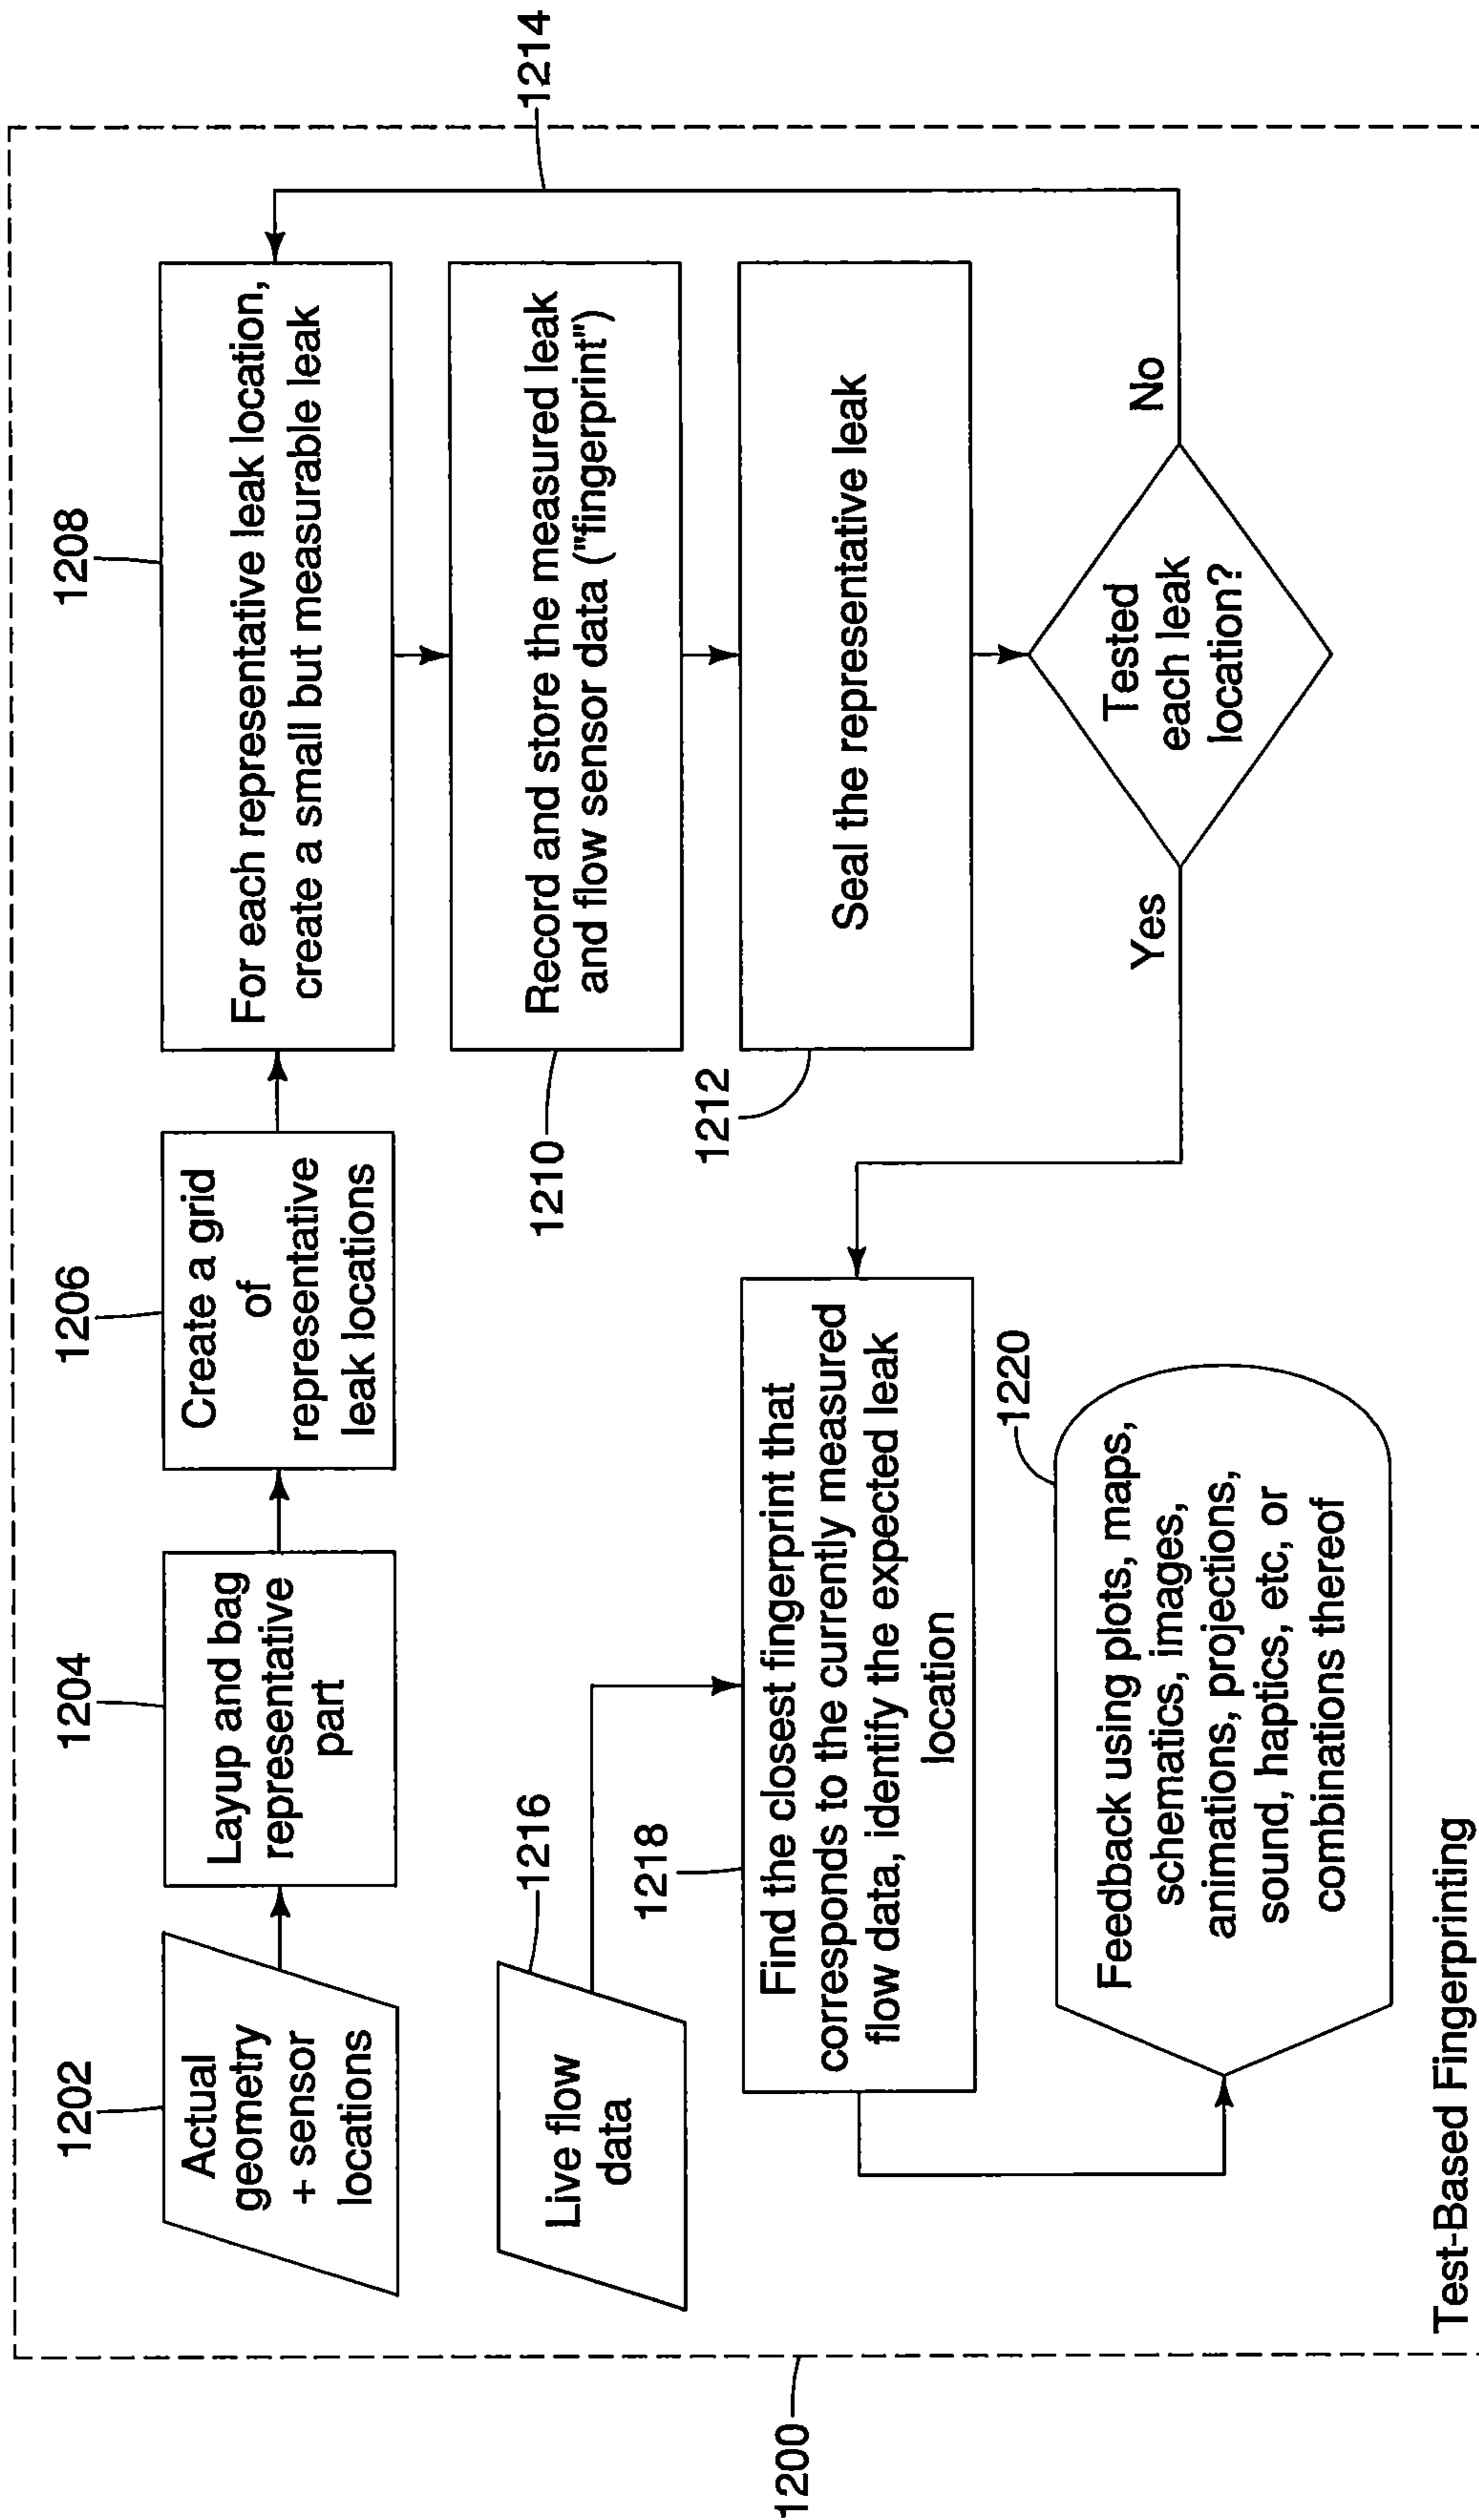 1202
Actual
geometry
+ sensor
locations
1204
Layup and bag
representative
part
1206
Create a grid
of
representative
leak locations
1208
For each representative leak location,
create a small but measurable leak
1210
Record and store the measured leak
and flow sensor data ("fingerprint")
1212
Seal the representative leak
Tested
each leak
location?
No
1214
Yes
1216
Live flow
data
1218
Find the closest fingerprint that
corresponds to the currently measured
flow data, identify the expected leak
location
1220
Feedback using plots, maps,
schematics, images,
animations, projections,
sound, haptics, etc, or
combinations thereof
1200
Test-Based Fingerprinting